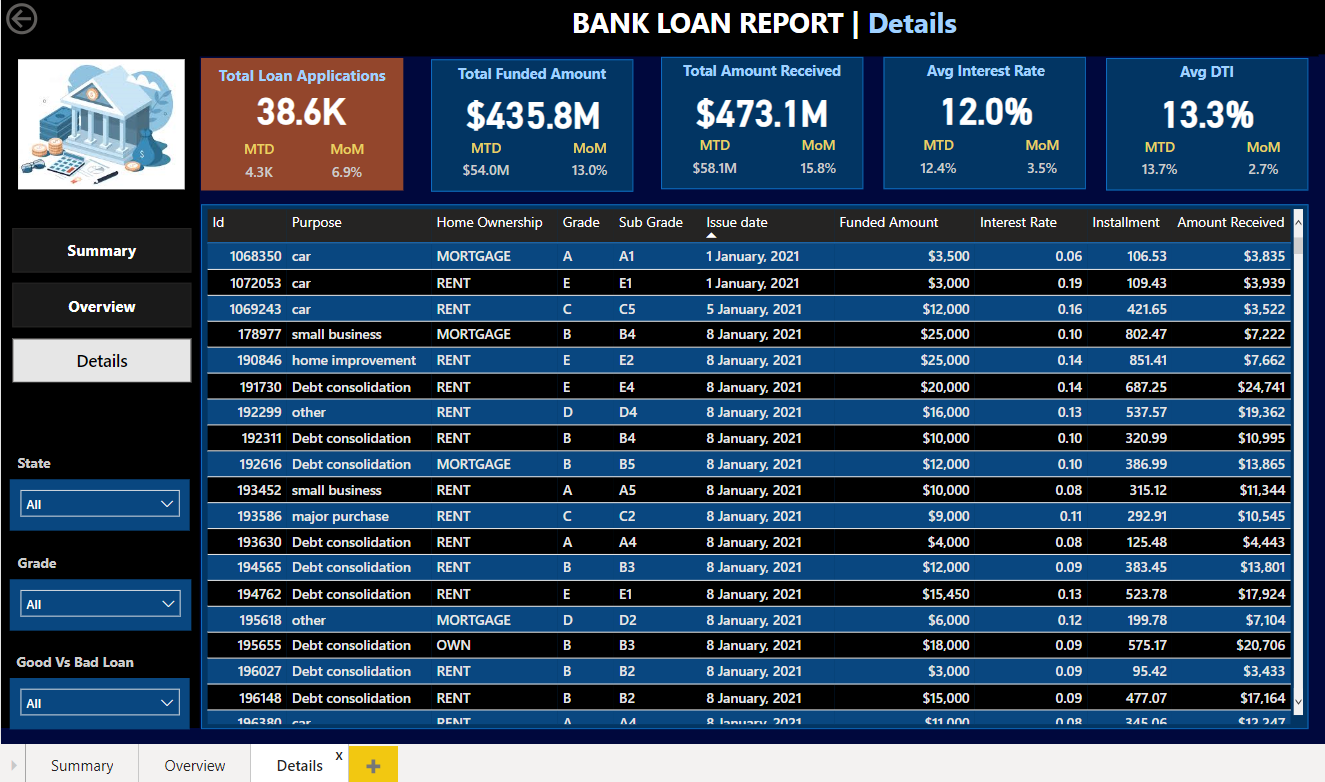 BANK LOAN REPORT | Details
Total Loan Applications
38.6K
MTD MoM
4.3K 6.9%
Total Funded Amount
$435.8M
MTD MoM
$54.0M 13.0%
Total Amount Received
$473.1M
MTD MoM
$58.1M 15.8%
Avg Interest Rate
12.0%
MTD MoM
12.4% 3.5%
Avg DTI
13.3%
MTD MoM
13.7% 2.7%
Summary
Overview
Details
State
All
Grade
All
Good Vs Bad Loan
All
Id Purpose Home Ownership Grade Sub Grade Issue date Funded Amount Interest Rate Installment Amount Received
1068350 car MORTGAGE A A1 1 January, 2021 $3,500 0.06 106.53 $3,835
1072053 car RENT E E1 1 January, 2021 $3,000 0.19 109.43 $3,939
1069243 car RENT C C5 5 January, 2021 $12,000 0.16 421.65 $3,522
178977 small business MORTGAGE B B4 8 January, 2021 $25,000 0.10 802.47 $7,222
190846 home improvement RENT E E2 8 January, 2021 $25,000 0.14 851.41 $7,662
191730 Debt consolidation RENT E E4 8 January, 2021 $20,000 0.14 687.25 $24,741
192299 other RENT D D4 8 January, 2021 $16,000 0.13 537.57 $19,362
192311 Debt consolidation RENT B B4 8 January, 2021 $10,000 0.10 320.99 $10,995
192616 Debt consolidation MORTGAGE B B5 8 January, 2021 $12,000 0.10 386.99 $13,865
193452 small business RENT A A5 8 January, 2021 $10,000 0.08 315.12 $11,344
193586 major purchase RENT C C2 8 January, 2021 $9,000 0.11 292.91 $10,545
193630 Debt consolidation RENT A A4 8 January, 2021 $4,000 0.08 125.48 $4,443
194565 Debt consolidation RENT B B3 8 January, 2021 $12,000 0.09 383.45 $13,801
194762 Debt consolidation RENT E E1 8 January, 2021 $15,450 0.13 523.78 $17,924
195618 other MORTGAGE D D2 8 January, 2021 $6,000 0.12 199.78 $7,104
195655 Debt consolidation OWN B B3 8 January, 2021 $18,000 0.09 575.17 $20,706
196027 Debt consolidation RENT B B2 8 January, 2021 $3,000 0.09 95.42 $3,433
196148 Debt consolidation RENT B B2 8 January, 2021 $15,000 0.09 477.07 $17,164
196380 car RENT A A4 8 January, 2021 $11,000 0.08 345.06 $12,247
Summary Overview Details x +